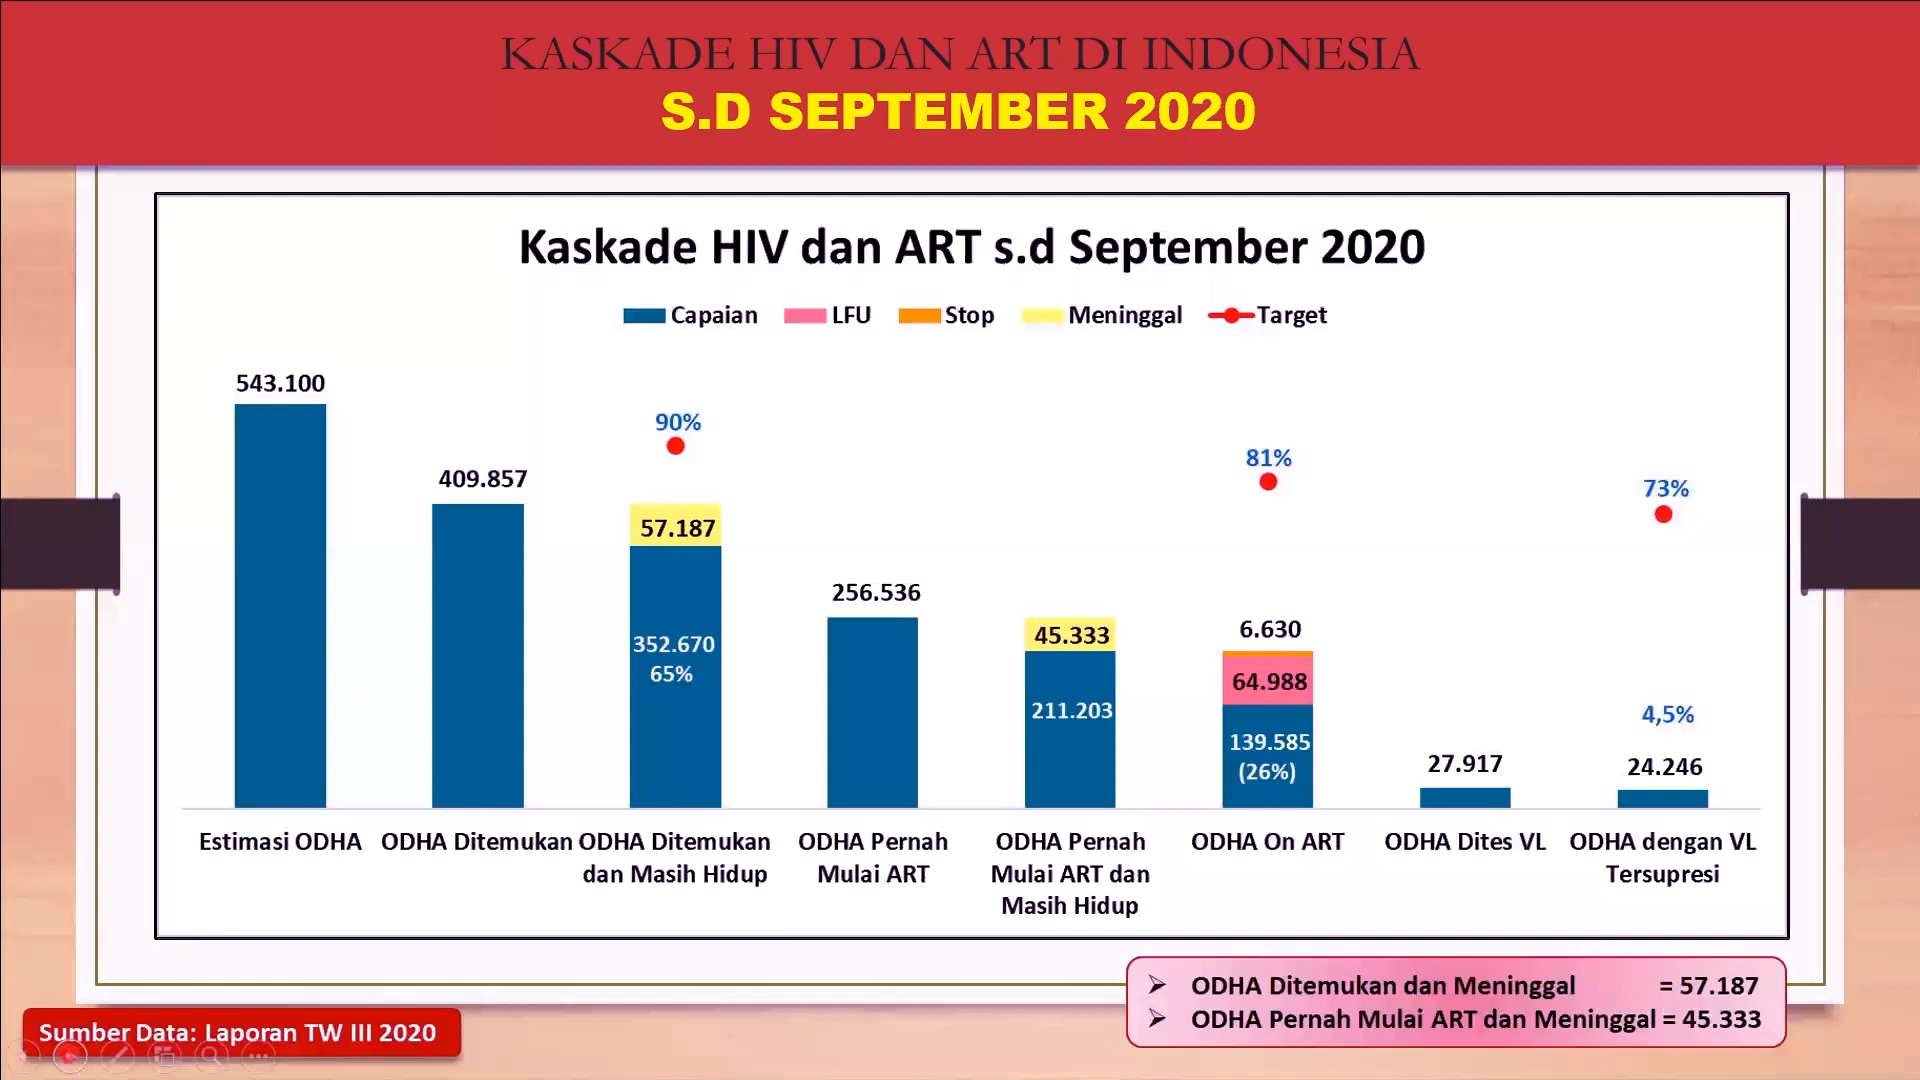 KASKADE HIV DAN ART DI INDONESIA
S.D SEPTEMBER 2020
Kaskade HIV dan ART s.d September 2020
Capaian LFU Stop Meninggal Target
543.100
409.857
90%
57.187
352.670
65%
256.536
45.333
211.203
81%
6.630
64.988
139.585
(26%)
27.917
73%
4,5%
24.246
Estimasi ODHA
ODHA Ditemukan
ODHA Ditemukan
dan Masih Hidup
ODHA Pernah
Mulai ART
ODHA Pernah
Mulai ART dan
Masih Hidup
ODHA On ART
ODHA Dites VL
ODHA dengan VL
Tersupresi
ODHA Ditemukan dan Meninggal = 57.187
ODHA Pernah Mulai ART dan Meninggal = 45.333
Sumber Data: Laporan TW III 2020